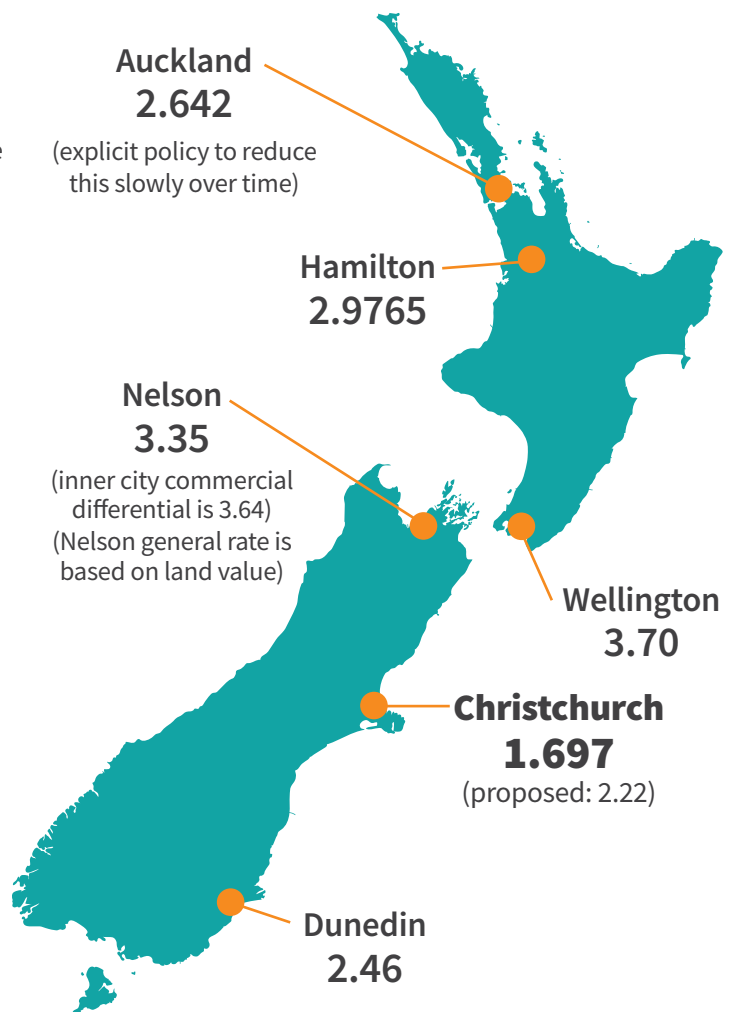 Auckland
2.642
(explicit policy to reduce
this slowly over time)
Hamilton
2.9765
Nelson
3.35
(inner city commercial
differential is 3.64)
(Nelson general rate is
based on land value)
Wellington
3.70
Christchurch
1.697
(proposed: 2.22)
Dunedin
2.46